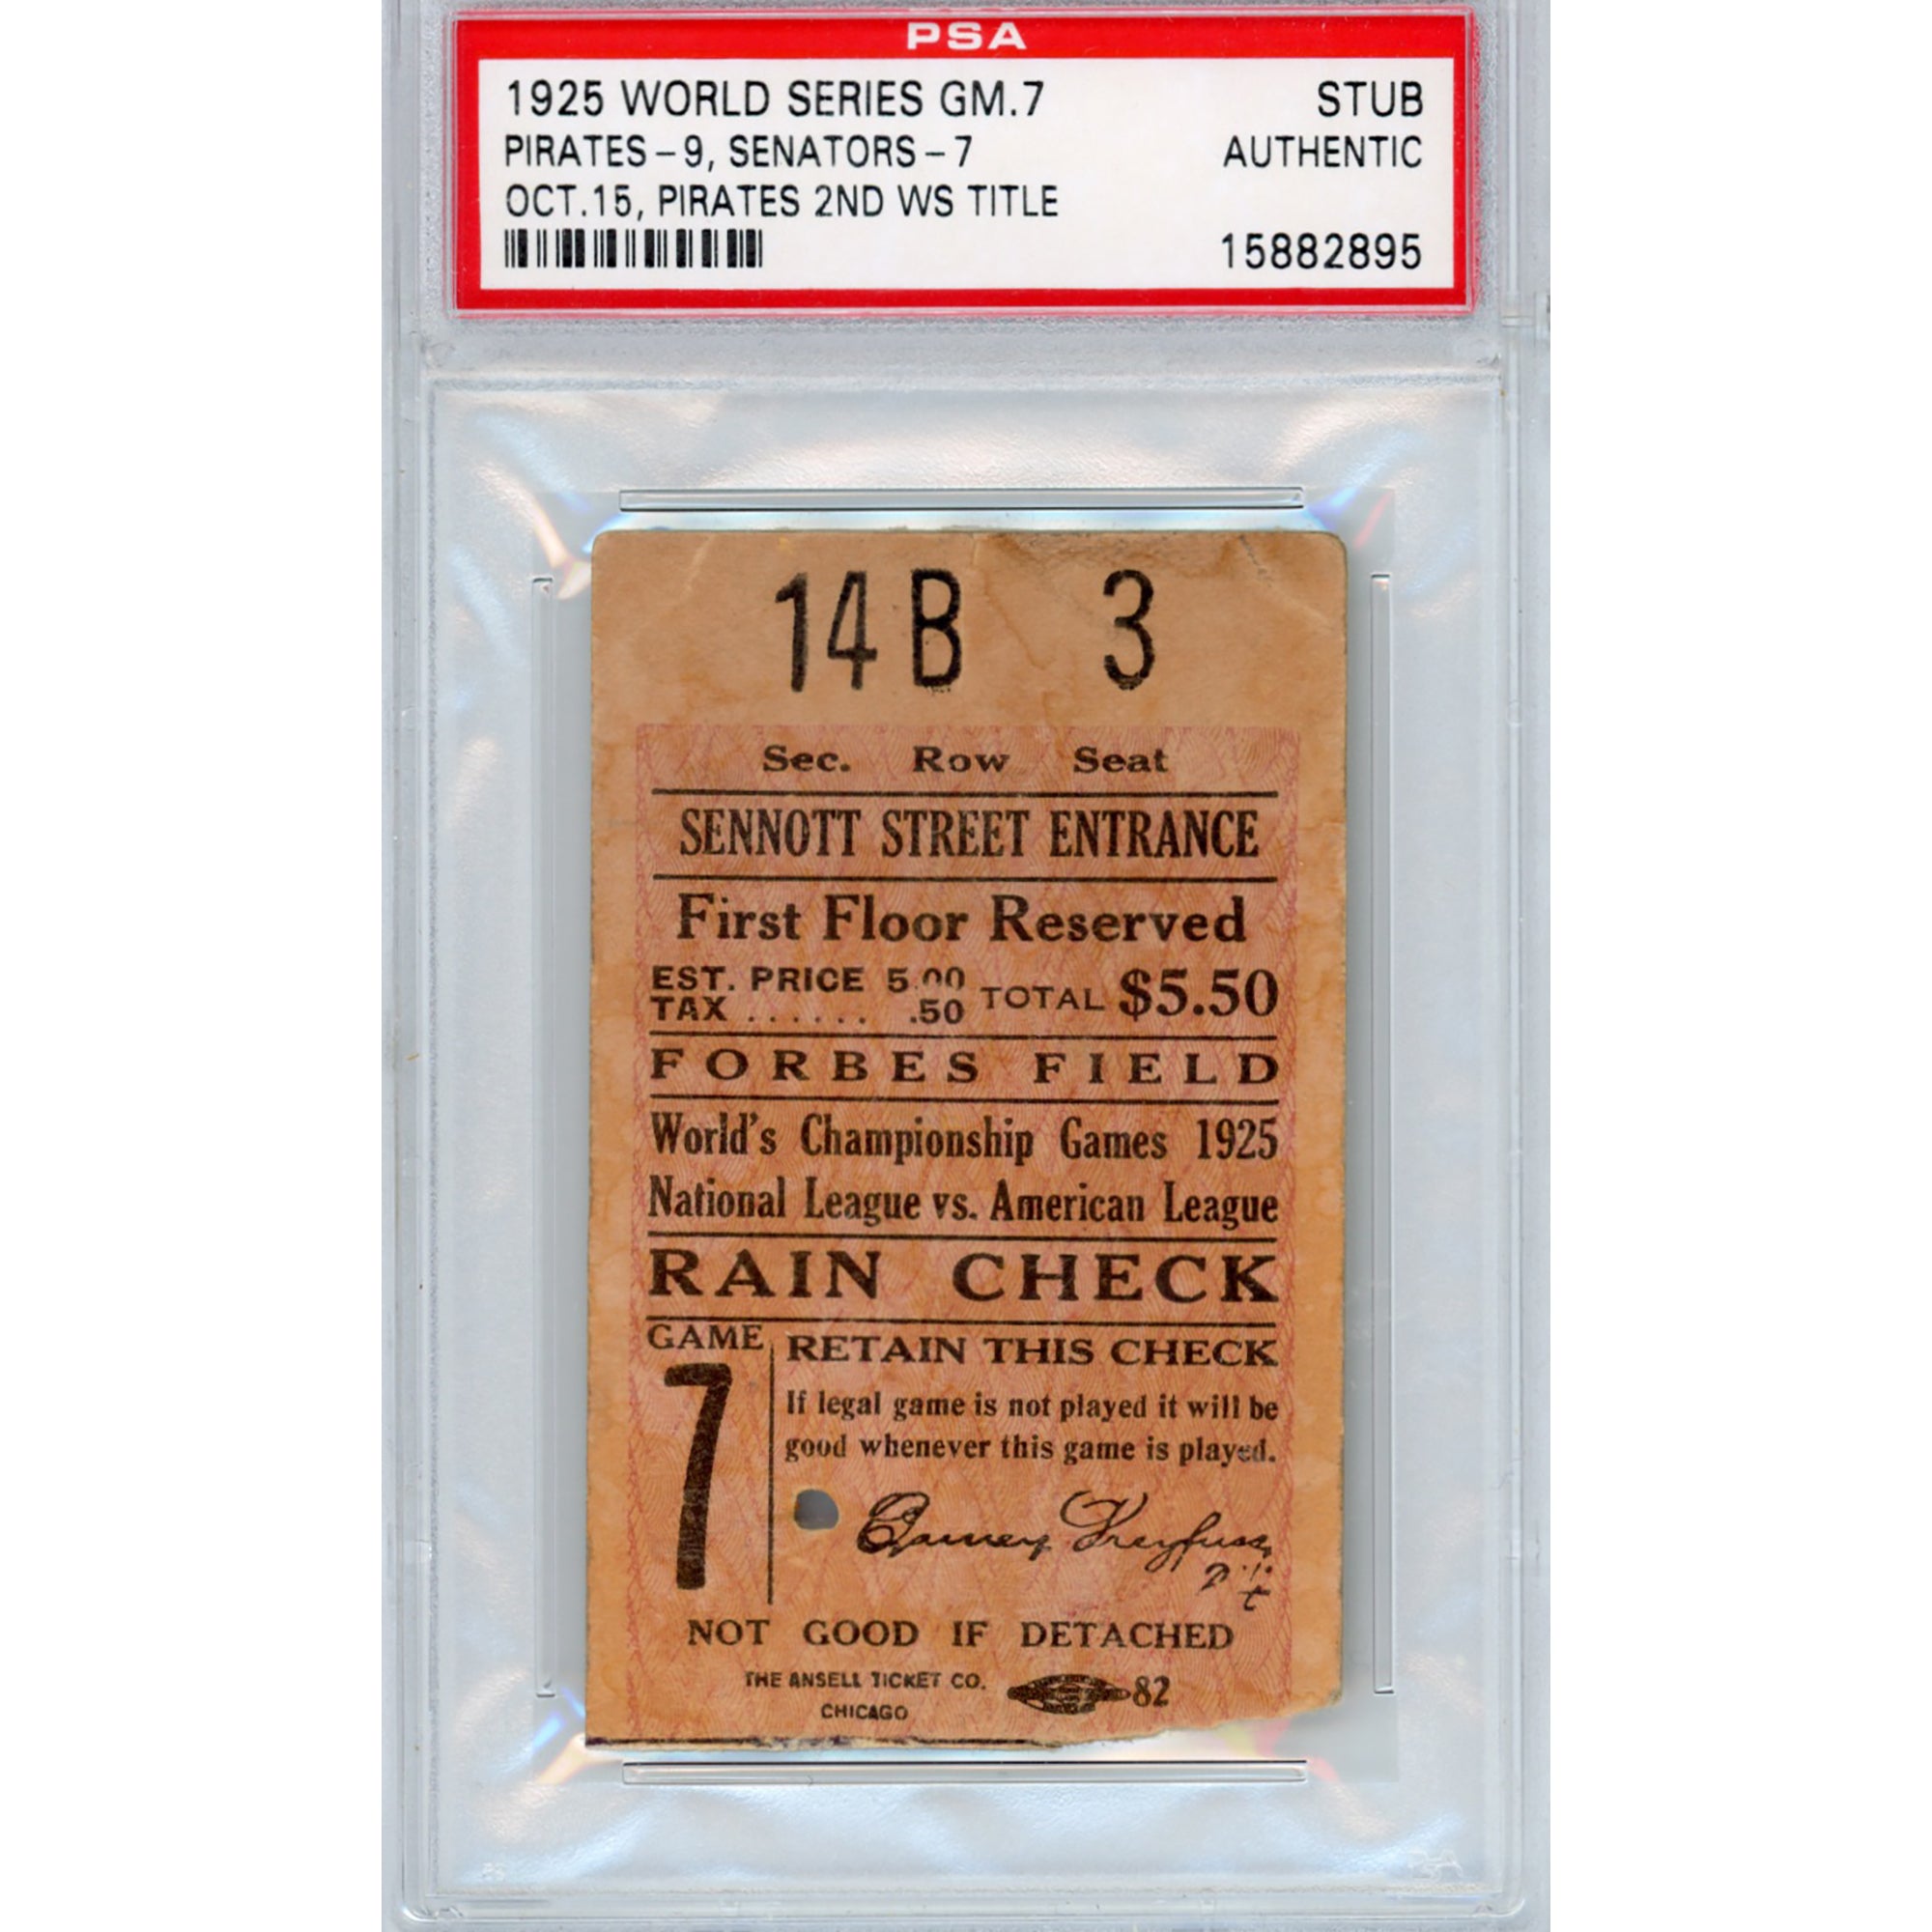 PSA
1925 WORLD SERIES GM.7 STUB
PIRATES-9, SENATORS-7 AUTHENTIC
OCT.15, PIRATES 2ND WS TITLE
15882895
14 B 3
Sec. Row Seat
SENNOTT STREET ENTRANCE
First Floor Reserved
EST. PRICE 5.00
TAX ...... .50 TOTAL $5.50
FORBES FIELD
World's Championship Games 1925
National League vs. American League
RAIN CHECK
GAME
7
RETAIN THIS CHECK
If legal game is not played it will be
good whenever this game is played.
Barney Dreyfuss
NOT GOOD IF DETACHED
THE ANSELL TICKET CO. 82
CHICAGO